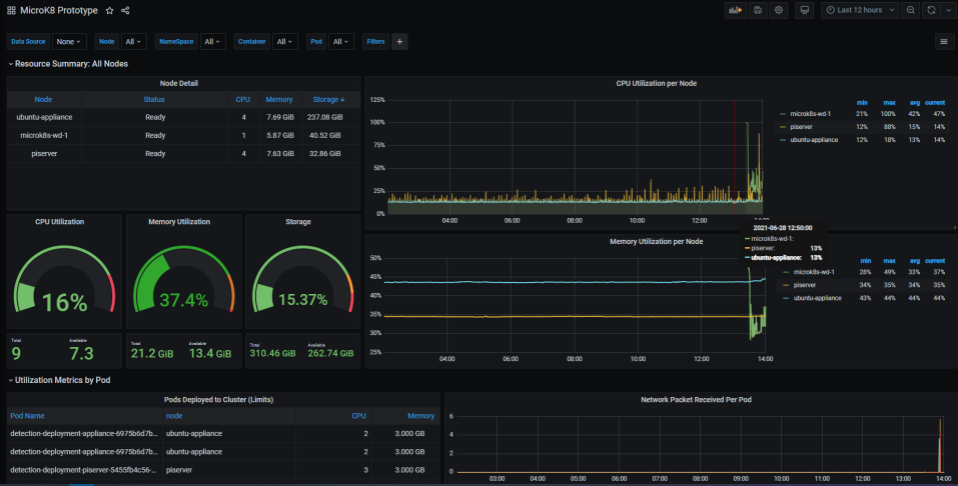 MicroK8 Prototype
Last 12 hours
Data Source None Node All NameSpace All Container All Pod All Filters +
Resource Summary: All Nodes
Node Detail
Node Status CPU Memory Storage
ubuntu-appliance Ready 4 7.69 GiB 237.08 GiB
microk8s-wd-1 Ready 1 5.87 GiB 40.52 GiB
piserver Ready 4 7.63 GiB 32.86 GiB
CPU Utilization per Node
125%
100%
75%
50%
25%
0%
04:00 06:00 08:00 10:00 12:00 14:00
min max avg current
microk8s-wd-1 21% 100% 42% 47%
piserver 12% 88% 15% 14%
ubuntu-appliance 12% 18% 13% 14%
2021-06-28 12:50:00
microk8s-wd-1:
piserver: 13%
ubuntu-appliance: 13%
CPU Utilization
16%
Memory Utilization
37.4%
Storage
15.37%
Total Available
9 7.3
Total Available
21.2 GiB 13.4 GiB
Total Available
310.46 GiB 262.74 GiB
Memory Utilization per Node
50%
45%
40%
35%
30%
25%
04:00 06:00 08:00 10:00 12:00 14:00
min max avg current
microk8s-wd-1 28% 49% 33% 37%
piserver 34% 35% 34% 35%
ubuntu-appliance 43% 44% 44% 44%
Utilization Metrics by Pod
Pods Deployed to Cluster (Limits)
Pod Name node CPU Memory
detection-deployment-appliance-6975b6d7b... ubuntu-appliance 2 3.000 GB
detection-deployment-appliance-6975b6d7b... ubuntu-appliance 2 3.000 GB
detection-deployment-piserver-5455fb4c56-... piserver 3 3.000 GB
Network Packet Received Per Pod
6
4
2
0
03:00 04:00 05:00 06:00 07:00 08:00 09:00 10:00 11:00 12:00 13:00 14:00